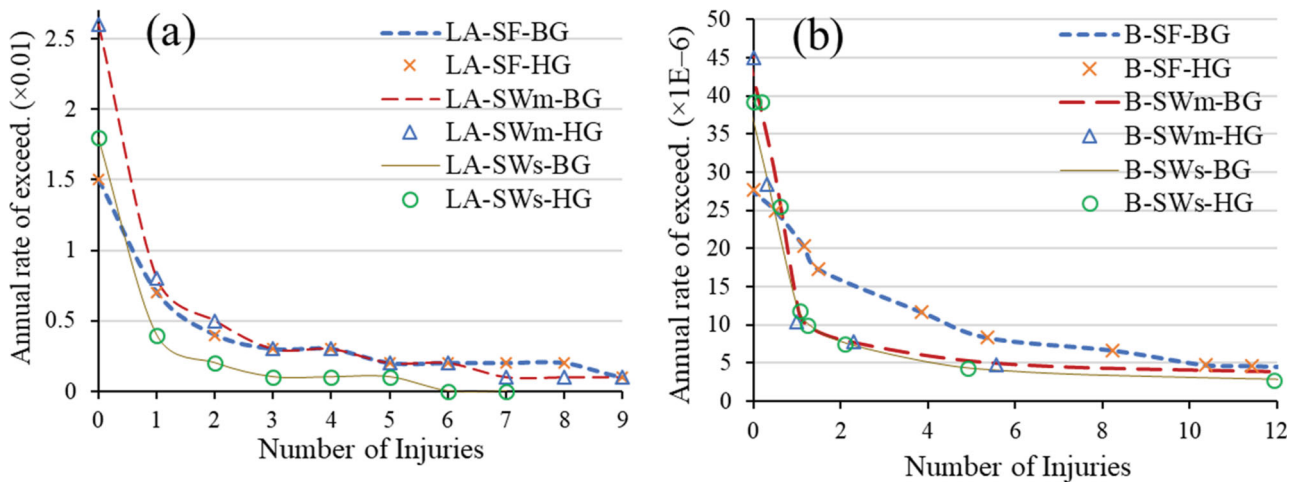 (a)
Annual rate of exceed. (×0.01)
2.5
2
1.5
1
0.5
0
0 1 2 3 4 5 6 7 8 9
Number of Injuries
LA-SF-BG
LA-SF-HG
LA-SWm-BG
LA-SWm-HG
LA-SWs-BG
LA-SWs-HG
(b)
Annual rate of exceed. (×1E–6)
50
45
40
35
30
25
20
15
10
5
0
0 2 4 6 8 10 12
Number of Injuries
B-SF-BG
B-SF-HG
B-SWm-BG
B-SWm-HG
B-SWs-BG
B-SWs-HG